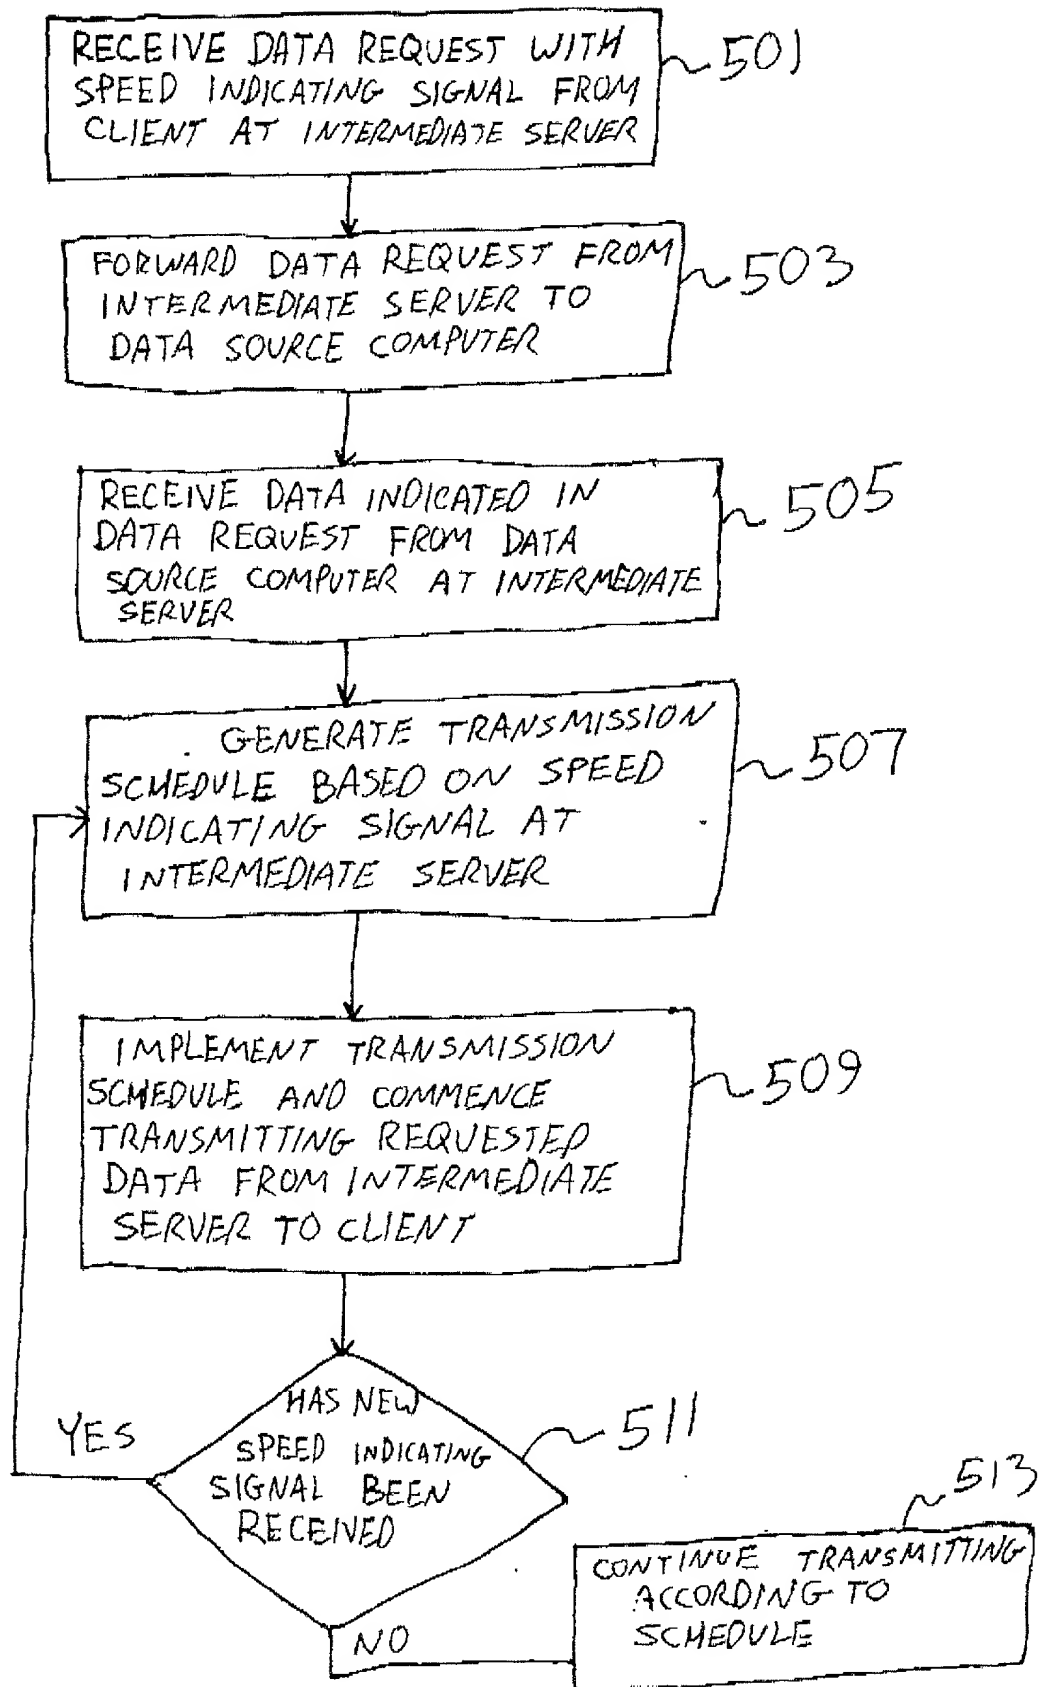 RECEIVE DATA REQUEST WITH
SPEED INDICATING SIGNAL FROM
CLIENT AT INTERMEDIATE SERVER
501
FORWARD DATA REQUEST FROM
INTERMEDIATE SERVER TO
DATA SOURCE COMPUTER
503
RECEIVE DATA INDICATED IN
DATA REQUEST FROM DATA
SOURCE COMPUTER AT INTERMEDIATE
SERVER
505
GENERATE TRANSMISSION
SCHEDULE BASED ON SPEED
INDICATING SIGNAL AT
INTERMEDIATE SERVER
507
IMPLEMENT TRANSMISSION
SCHEDULE AND COMMENCE
TRANSMITTING REQUESTED
DATA FROM INTERMEDIATE
SERVER TO CLIENT
509
HAS NEW
SPEED INDICATING
SIGNAL BEEN
RECEIVED
511
YES
NO
513
CONTINUE TRANSMITTING
ACCORDING TO
SCHEDULE